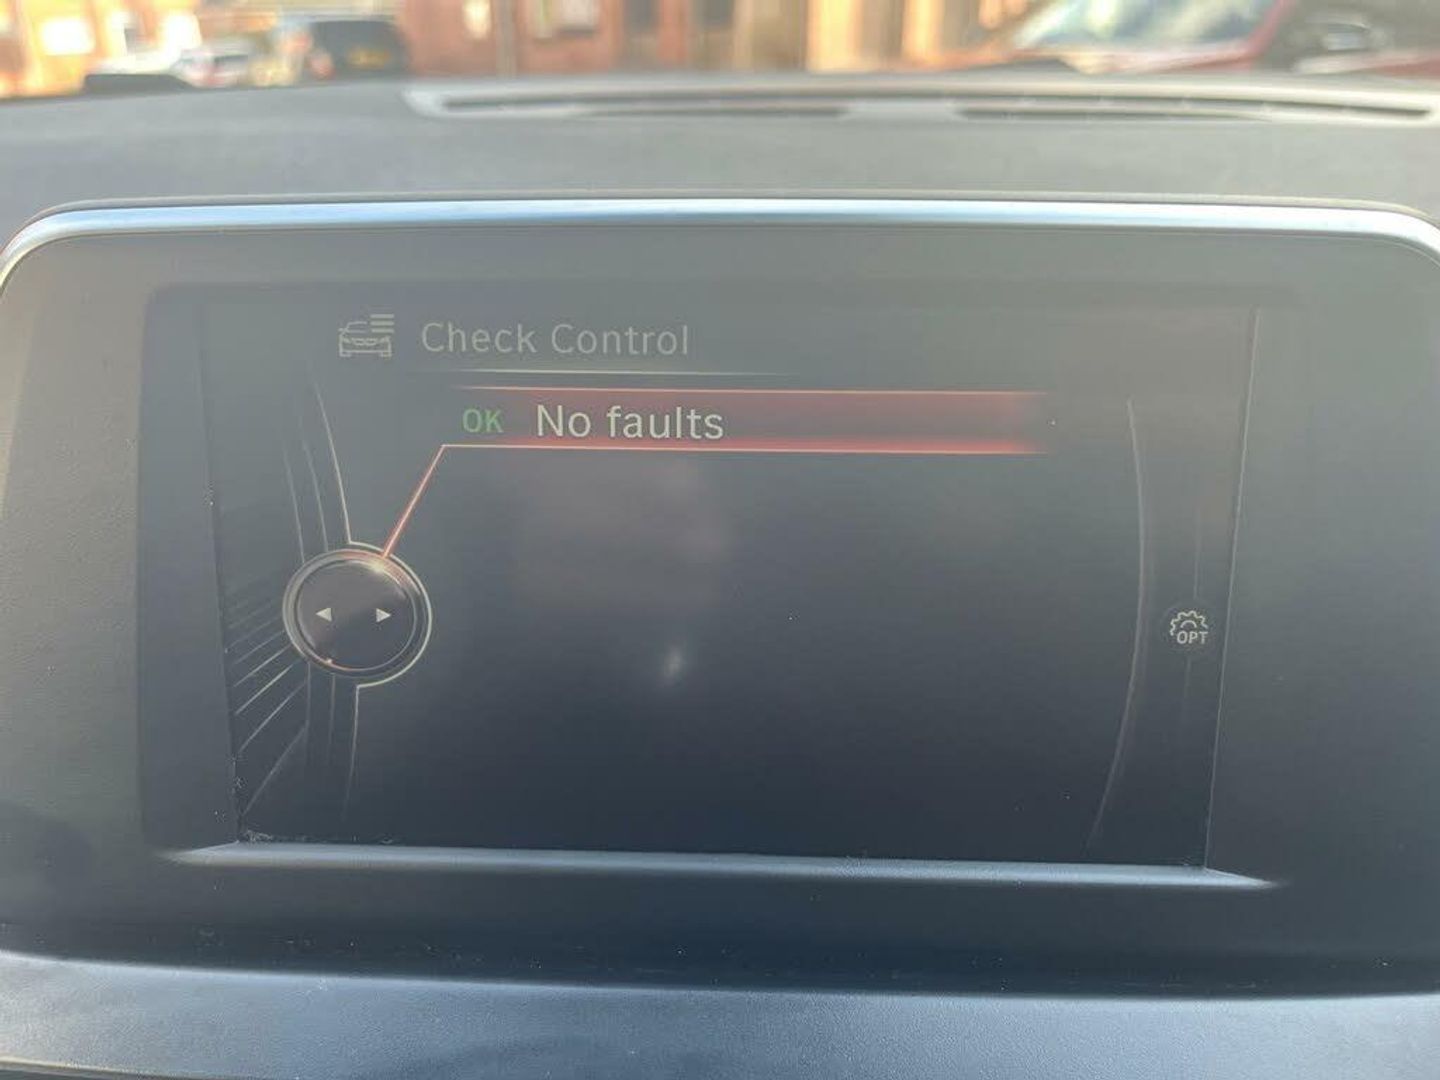 Check Control
OK No faults
OPT